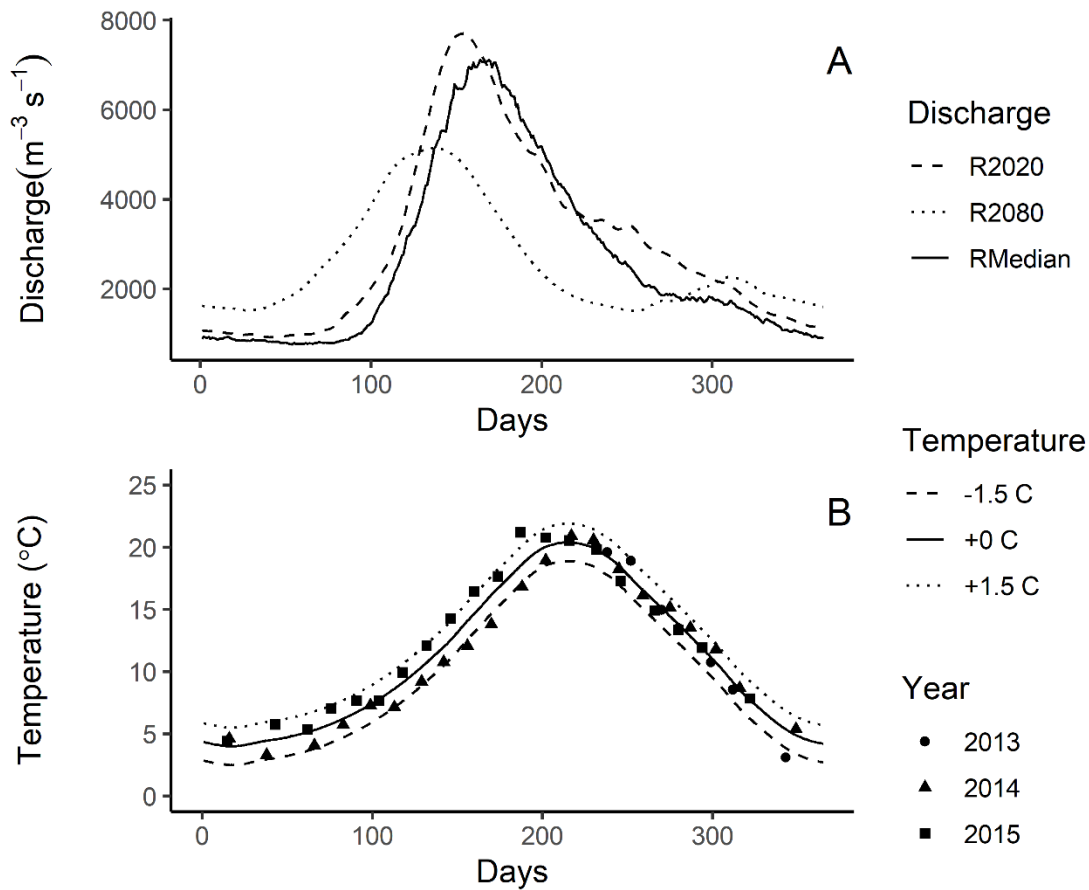 8000
6000
4000
2000
Discharge(m⁻³ s⁻¹)
A
0
100
200
300
Days
Discharge
R2020
R2080
RMedian
25
20
15
10
5
0
Temperature (°C)
B
0
100
200
300
Days
Temperature
-1.5 C
+0 C
+1.5 C
Year
2013
2014
2015